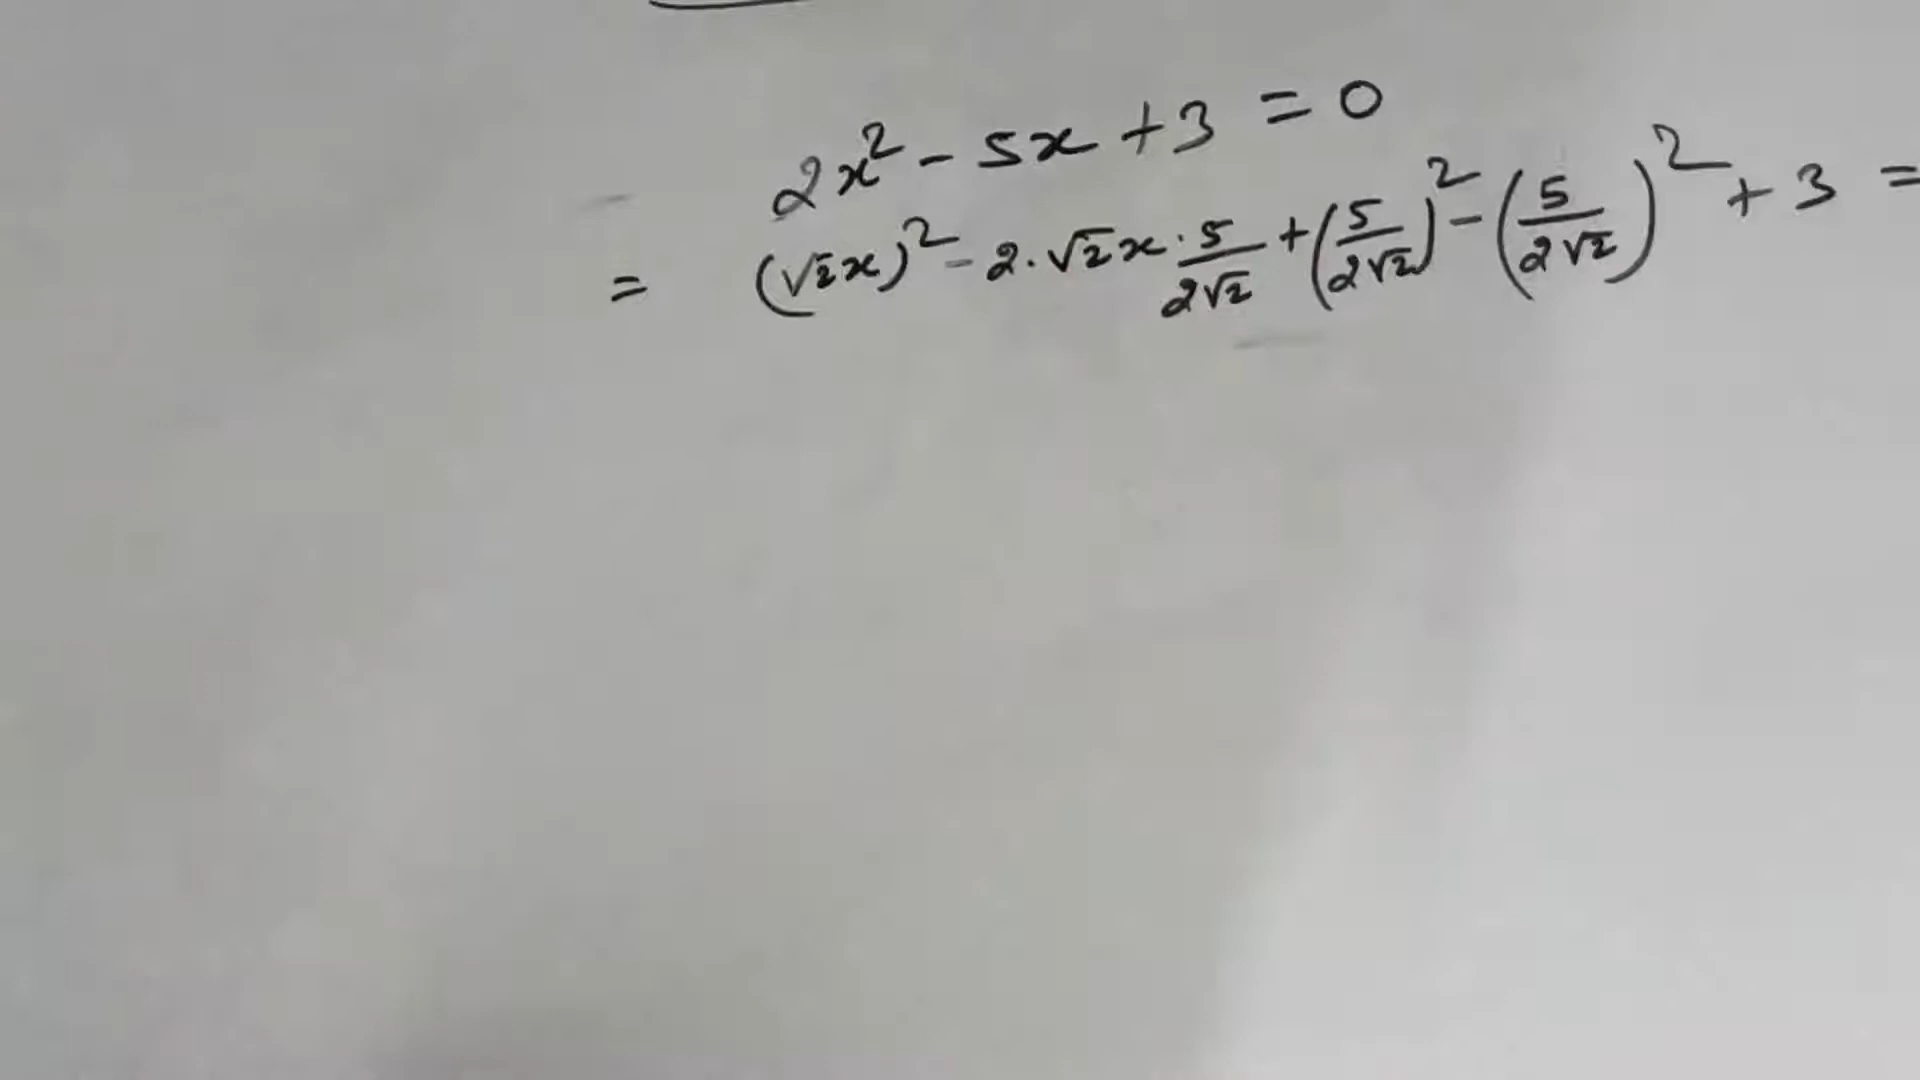 2x² - 5x + 3 = 0
= (√2x)² - 2·√2x·5/2√2 + (5/2√2)² - (5/2√2)² + 3 =